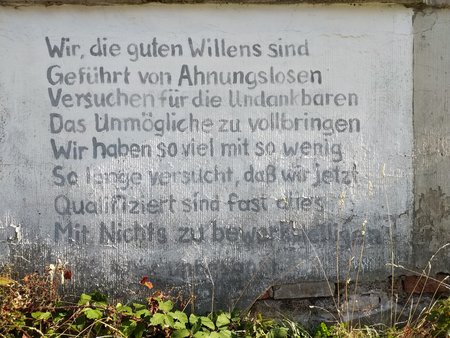 Wir, die guten Willens sind
Geführt von Ahnungslosen
Versuchen für die Undankbaren
Das Unmögliche zu vollbringen
Wir haben so viel mit so wenig
So lange versucht, daß wir jetzt
Qualifiziert sind fast alles
Mit Nichts zu bewerkstelligen